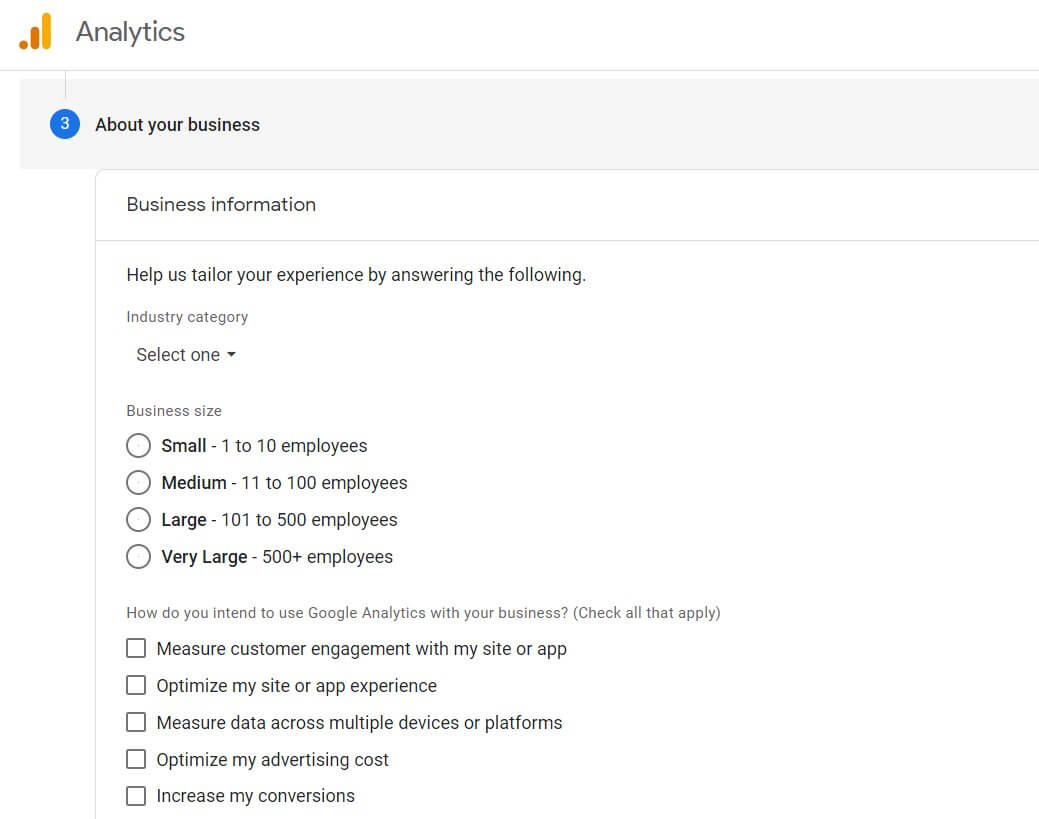 Analytics
3 About your business
Business information
Help us tailor your experience by answering the following.
Industry category
Select one
Business size
Small - 1 to 10 employees
Medium - 11 to 100 employees
Large - 101 to 500 employees
Very Large - 500+ employees
How do you intend to use Google Analytics with your business? (Check all that apply)
Measure customer engagement with my site or app
Optimize my site or app experience
Measure data across multiple devices or platforms
Optimize my advertising cost
Increase my conversions